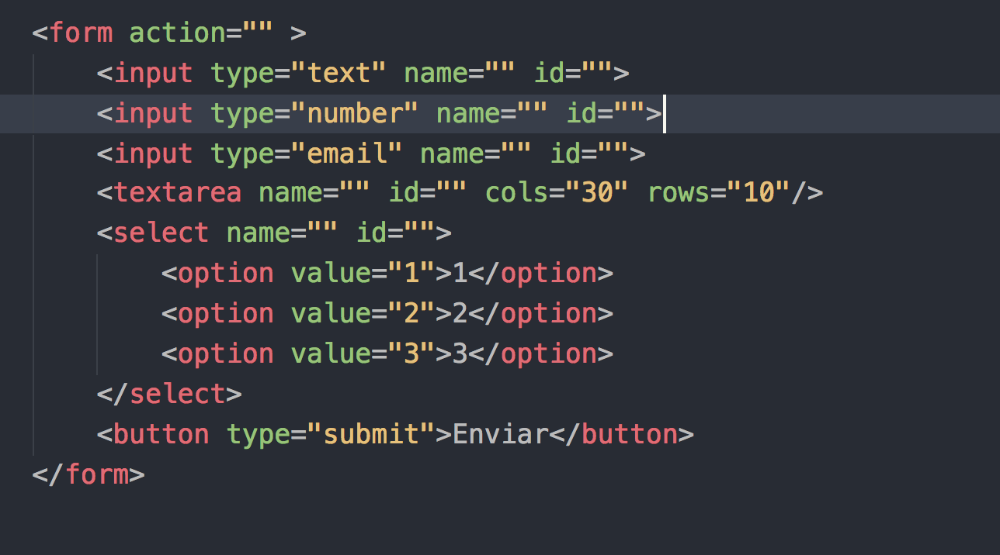 <form action="" >
<input type="text" name="" id="">
<input type="number" name="" id="">
<input type="email" name="" id="">
<textarea name="" id="" cols="30" rows="10"/>
<select name="" id="">
<option value="1">1</option>
<option value="2">2</option>
<option value="3">3</option>
</select>
<button type="submit">Enviar</button>
</form>